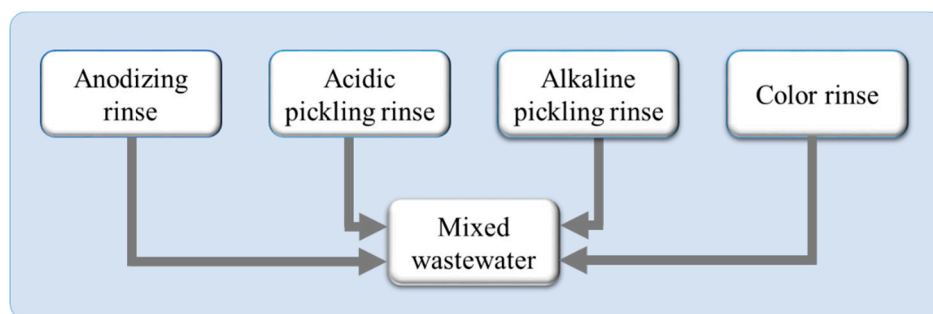 Anodizing
rinse
Acidic
pickling rinse
Alkaline
pickling rinse
Color rinse
Mixed
wastewater